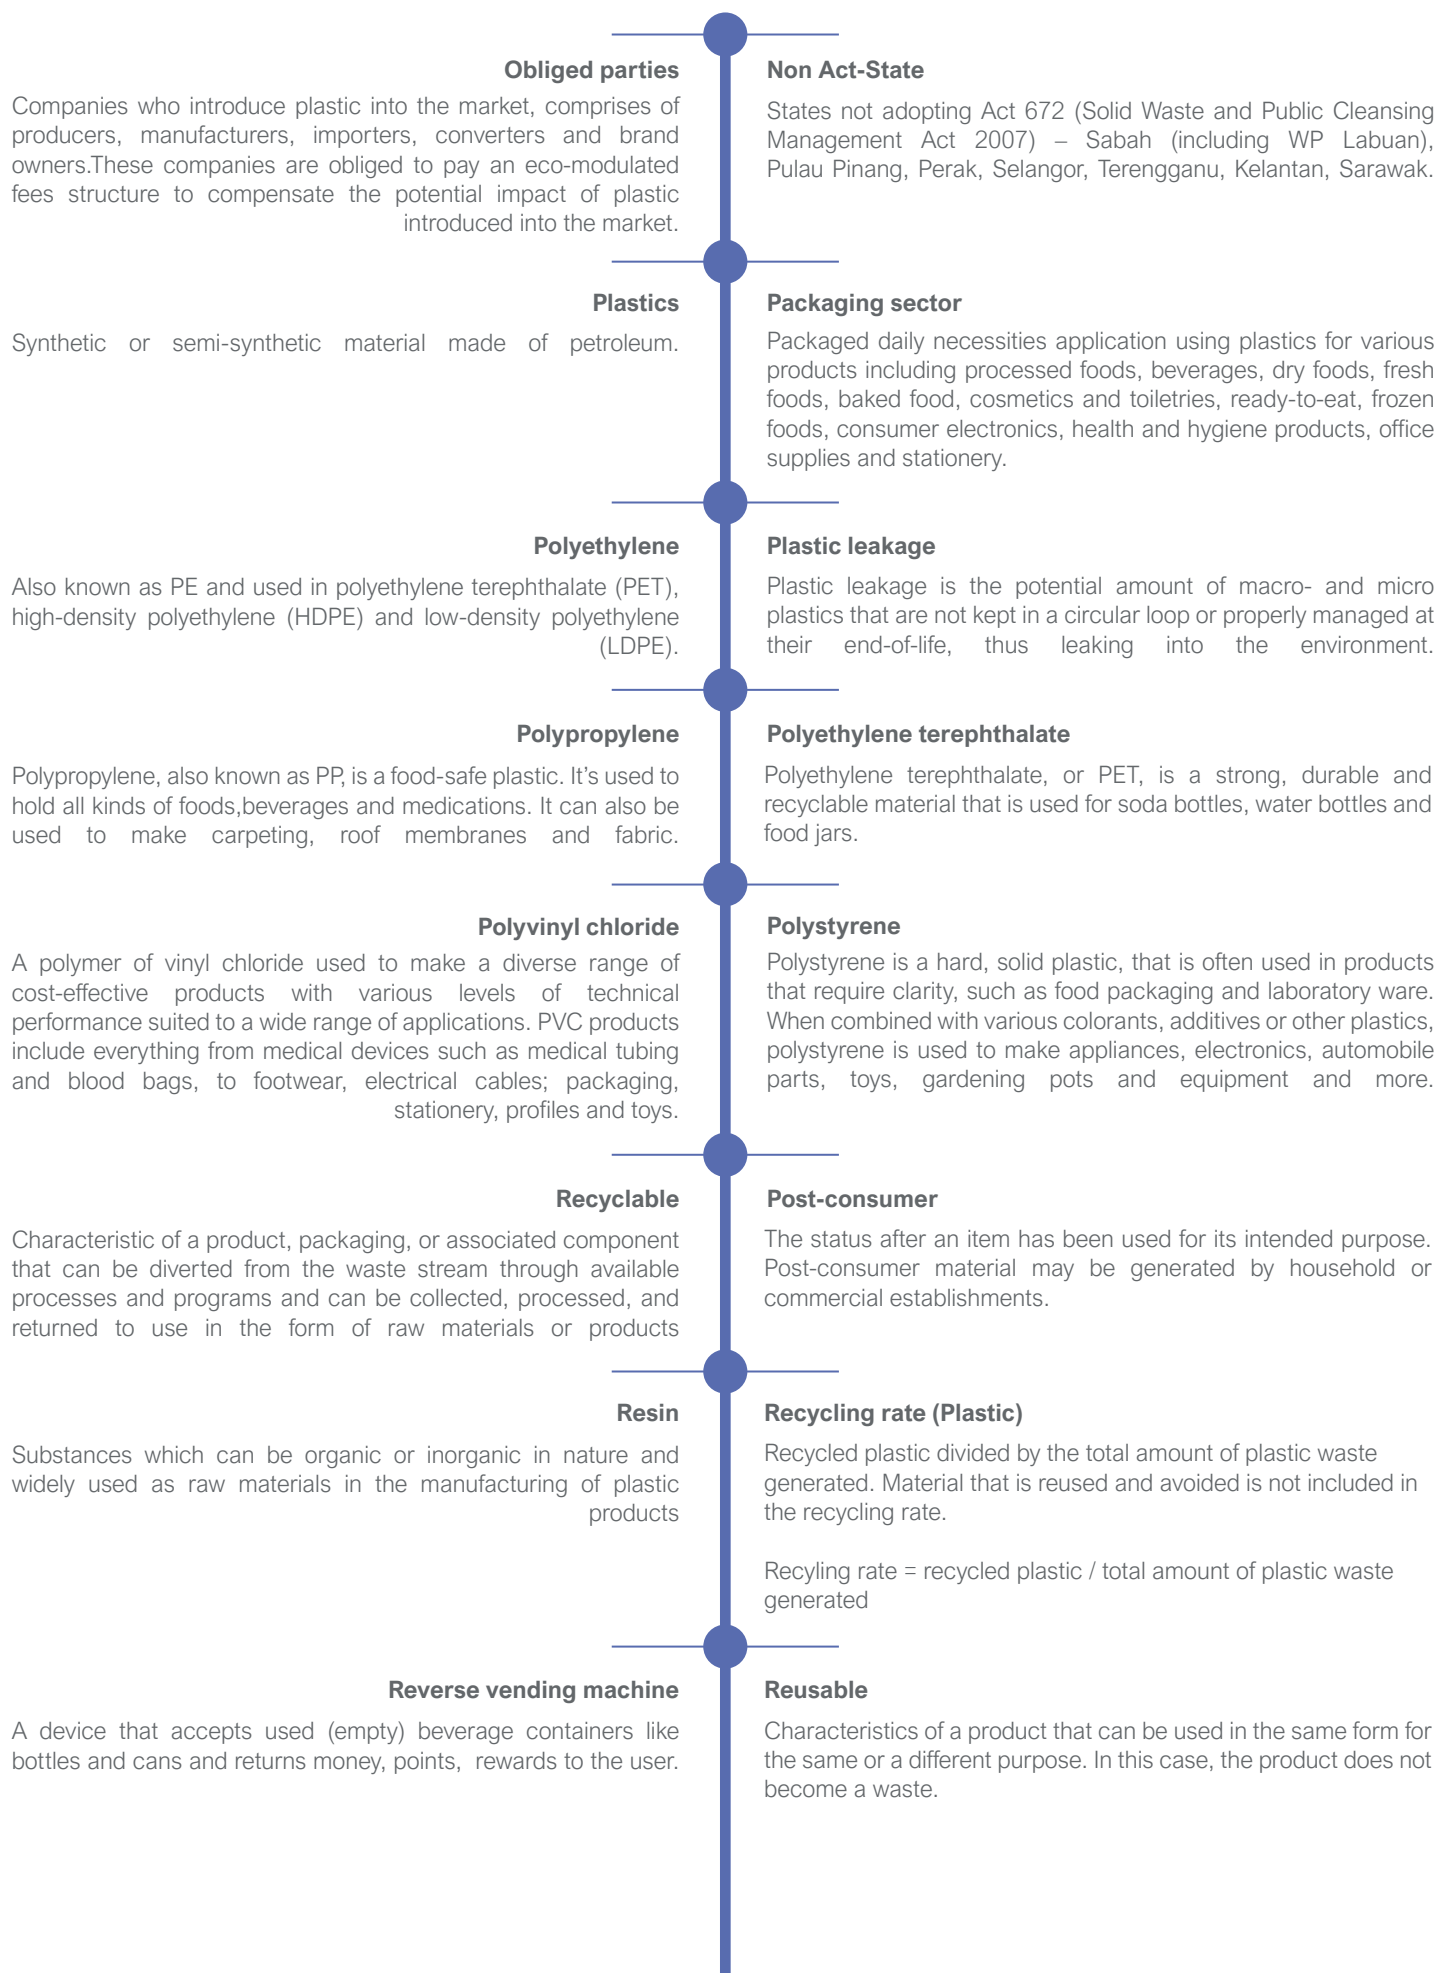 Obliged parties
Companies who introduce plastic into the market, comprises of
producers, manufacturers, importers, converters and brand
owners.These companies are obliged to pay an eco-modulated
fees structure to compensate the potential impact of plastic
introduced into the market.
Non Act-State
States not adopting Act 672 (Solid Waste and Public Cleansing
Management Act 2007) – Sabah (including WP Labuan),
Pulau Pinang, Perak, Selangor, Terengganu, Kelantan, Sarawak.
Plastics
Synthetic or semi-synthetic material made of petroleum.
Packaging sector
Packaged daily necessities application using plastics for various
products including processed foods, beverages, dry foods, fresh
foods, baked food, cosmetics and toiletries, ready-to-eat, frozen
foods, consumer electronics, health and hygiene products, office
supplies and stationery.
Polyethylene
Also known as PE and used in polyethylene terephthalate (PET),
high-density polyethylene (HDPE) and low-density polyethylene
(LDPE).
Plastic leakage
Plastic leakage is the potential amount of macro- and micro
plastics that are not kept in a circular loop or properly managed at
their end-of-life, thus leaking into the environment.
Polypropylene
Polypropylene, also known as PP, is a food-safe plastic. It’s used to
hold all kinds of foods,beverages and medications. It can also be
used to make carpeting, roof membranes and fabric.
Polyethylene terephthalate
Polyethylene terephthalate, or PET, is a strong, durable and
recyclable material that is used for soda bottles, water bottles and
food jars.
Polyvinyl chloride
A polymer of vinyl chloride used to make a diverse range of
cost-effective products with various levels of technical
performance suited to a wide range of applications. PVC products
include everything from medical devices such as medical tubing
and blood bags, to footwear, electrical cables; packaging,
stationery, profiles and toys.
Polystyrene
Polystyrene is a hard, solid plastic, that is often used in products
that require clarity, such as food packaging and laboratory ware.
When combined with various colorants, additives or other plastics,
polystyrene is used to make appliances, electronics, automobile
parts, toys, gardening pots and equipment and more.
Recyclable
Characteristic of a product, packaging, or associated component
that can be diverted from the waste stream through available
processes and programs and can be collected, processed, and
returned to use in the form of raw materials or products
Post-consumer
The status after an item has been used for its intended purpose.
Post-consumer material may be generated by household or
commercial establishments.
Resin
Substances which can be organic or inorganic in nature and
widely used as raw materials in the manufacturing of plastic
products
Recycling rate (Plastic)
Recycled plastic divided by the total amount of plastic waste
generated. Material that is reused and avoided is not included in
the recycling rate.
Recyling rate = recycled plastic / total amount of plastic waste
generated
Reverse vending machine
A device that accepts used (empty) beverage containers like
bottles and cans and returns money, points, rewards to the user.
Reusable
Characteristics of a product that can be used in the same form for
the same or a different purpose. In this case, the product does not
become a waste.